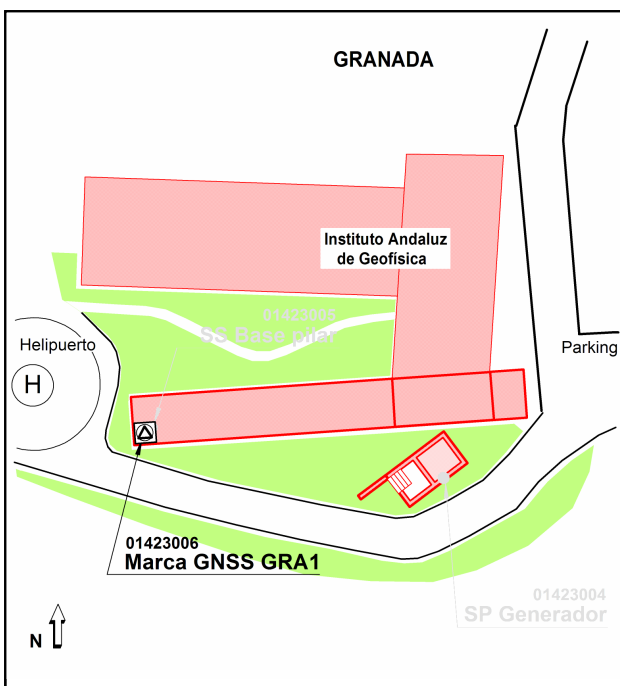 GRANADA
Instituto Andaluz
de Geofísica
01423005
SS Base pilar
Helipuerto
Parking
H
01423006
Marca GNSS GRA1
01423004
SP Generador
N